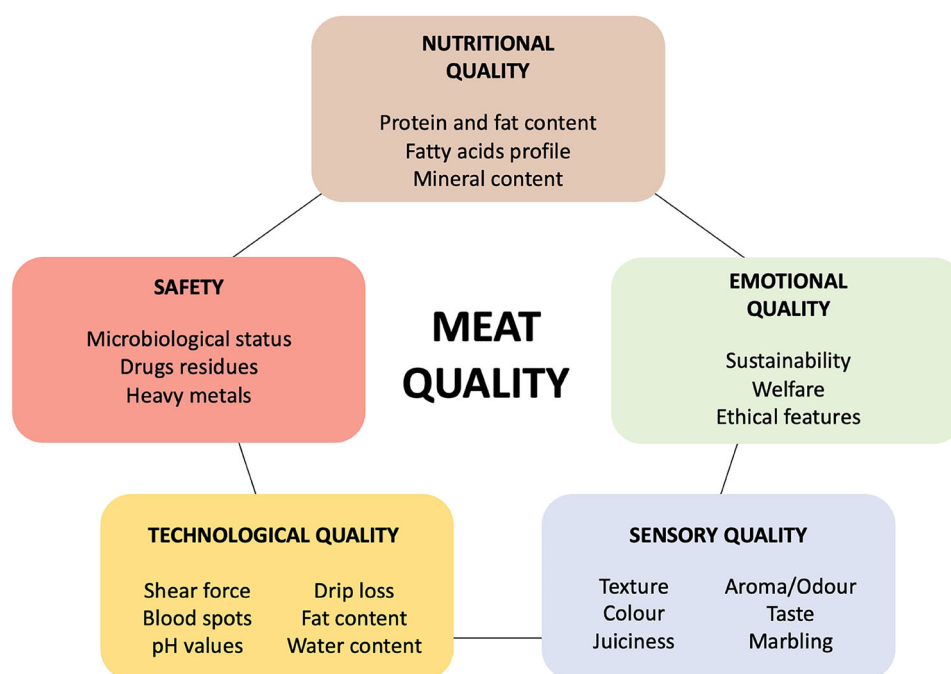 NUTRITIONAL
QUALITY
Protein and fat content
Fatty acids profile
Mineral content
SAFETY
Microbiological status
Drugs residues
Heavy metals
MEAT
QUALITY
EMOTIONAL
QUALITY
Sustainability
Welfare
Ethical features
TECHNOLOGICAL QUALITY
Shear force
Blood spots
pH values
Drip loss
Fat content
Water content
SENSORY QUALITY
Texture
Colour
Juiciness
Aroma/Odour
Taste
Marbling